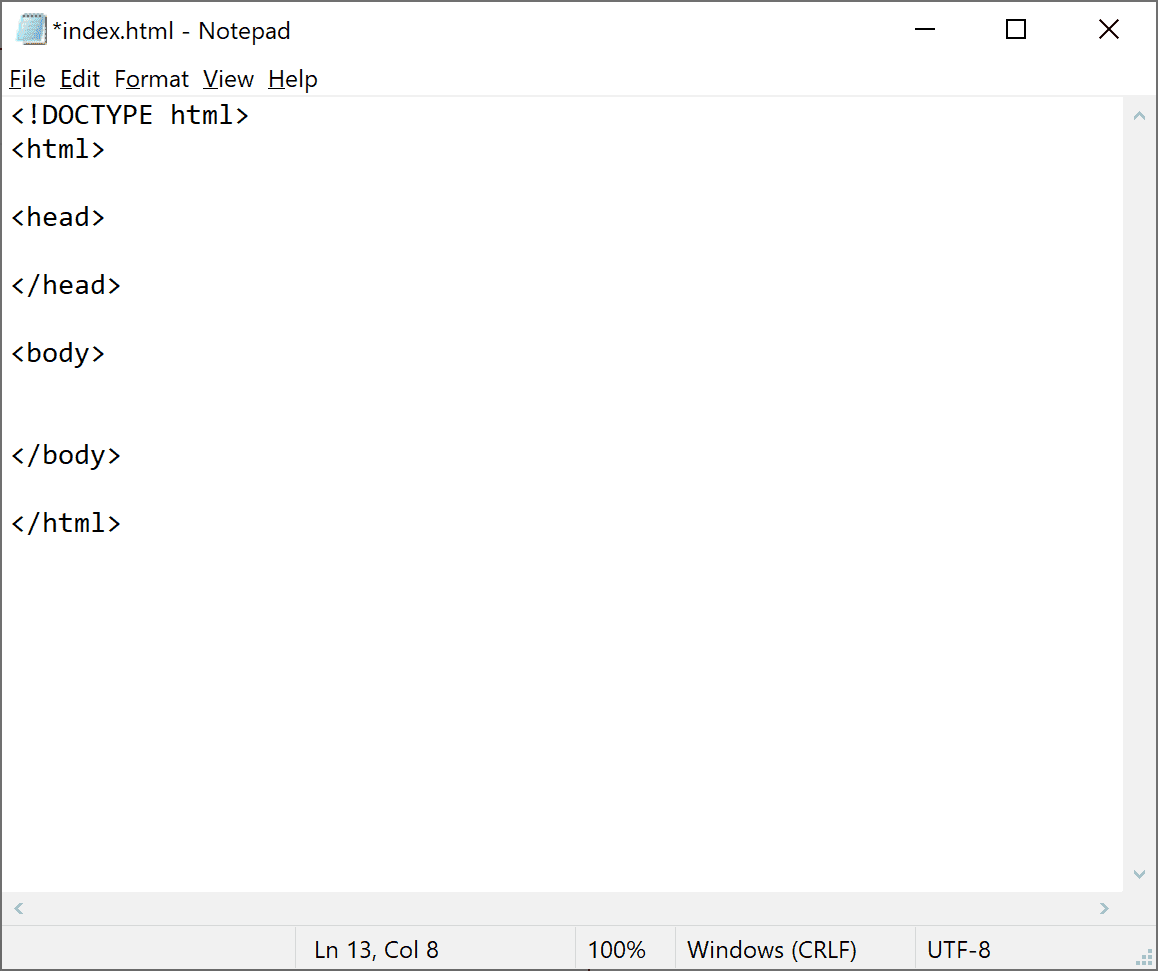 *index.html - Notepad
File Edit Format View Help
<!DOCTYPE html>
<html>
<head>
</head>
<body>
</body>
</html>
Ln 13, Col 8 100% Windows (CRLF) UTF-8